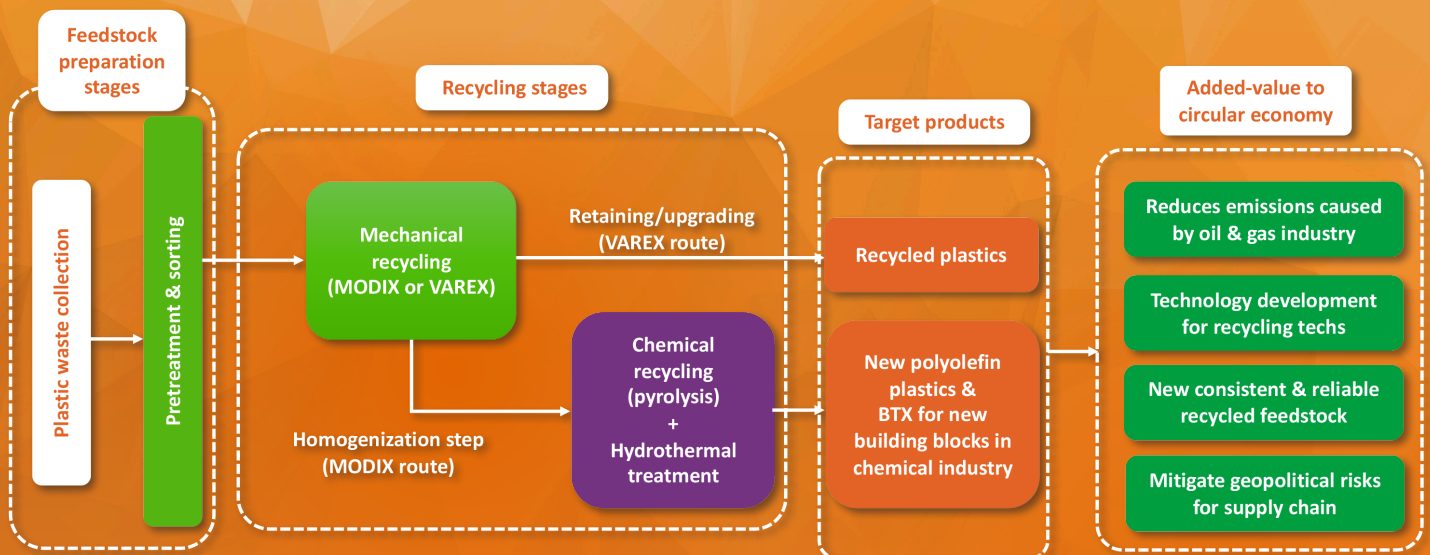 Feedstock
preparation
stages
Plastic waste collection
Pretreatment & sorting
Recycling stages
Mechanical
recycling
(MODIX or VAREX)
Retaining/upgrading
(VAREX route)
Homogenization step
(MODIX route)
Chemical
recycling
(pyrolysis)
+
Hydrothermal
treatment
Target products
Recycled plastics
New polyolefin
plastics &
BTX for new
building blocks in
chemical industry
Added-value to
circular economy
Reduces emissions caused
by oil & gas industry
Technology development
for recycling techs
New consistent & reliable
recycled feedstock
Mitigate geopolitical risks
for supply chain